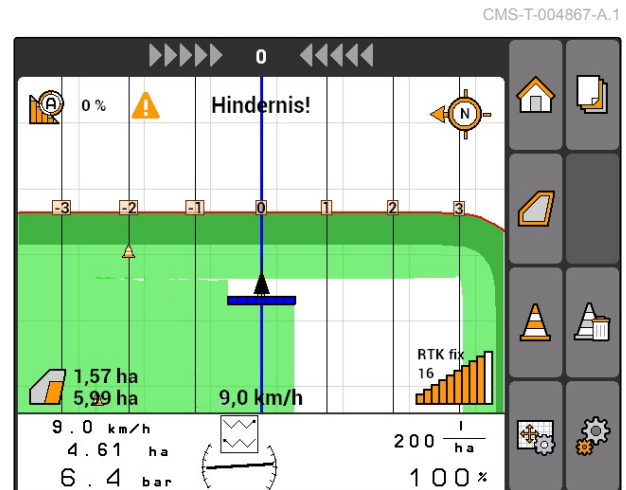 CMS-T-004867-A.1
0
A 0 % Hindernis! N
-3 -2 -1 0 1 2 3
RTK fix
16
1,57 ha
5,99 ha 9,0 km/h
9.0 km/h
4.61 ha
200 l/ha
6.4 bar
100%